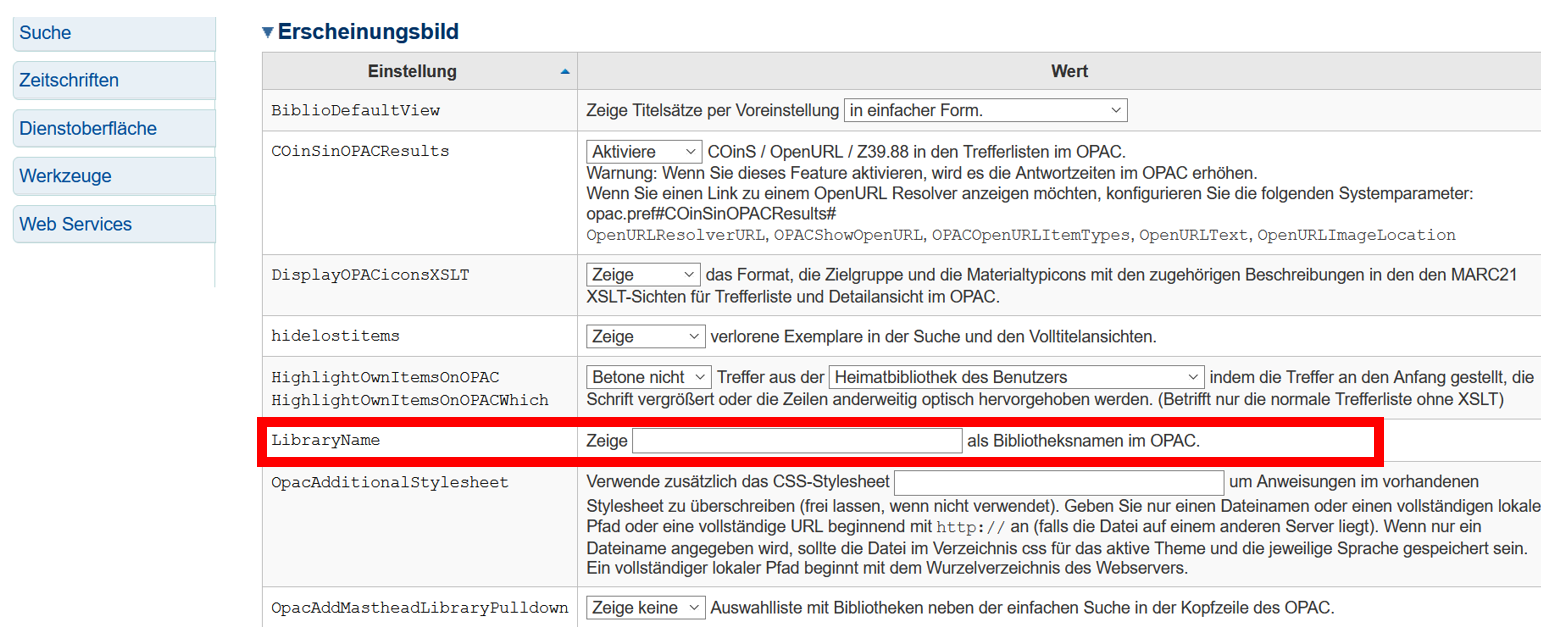 Suche
Zeitschriften
Dienstoberfläche
Werkzeuge
Web Services
Erscheinungsbild
Einstellung Wert
BiblioDefaultView Zeige Titelsätze per Voreinstellung in einfacher Form.
COinSinOPACResults Aktiviere COinS / OpenURL / Z39.88 in den Trefferlisten im OPAC.
Warnung: Wenn Sie dieses Feature aktivieren, wird es die Antwortzeiten im OPAC erhöhen.
Wenn Sie einen Link zu einem OpenURL Resolver anzeigen möchten, konfigurieren Sie die folgenden Systemparameter:
opac.pref#COinSinOPACResults#
OpenURLResolverURL, OPACShowOpenURL, OPACOpenURLItemTypes, OpenURLText, OpenURLImageLocation
DisplayOPACiconsXSLT Zeige das Format, die Zielgruppe und die Materialtypicons mit den zugehörigen Beschreibungen in den den MARC21
XSLT-Sichten für Trefferliste und Detailansicht im OPAC.
hidelostitems Zeige verlorene Exemplare in der Suche und den Volltitelansichten.
HighlightOwnItemsOnOPAC Betone nicht Treffer aus der Heimatbibliothek des Benutzers indem die Treffer an den Anfang gestellt, die
HighlightOwnItemsOnOPACWhich Schrift vergrößert oder die Zeilen anderweitig optisch hervorgehoben werden. (Betrifft nur die normale Trefferliste ohne XSLT)
LibraryName Zeige als Bibliotheksnamen im OPAC.
OpacAdditionalStylesheet Verwende zusätzlich das CSS-Stylesheet um Anweisungen im vorhandenen
Stylesheet zu überschreiben (frei lassen, wenn nicht verwendet). Geben Sie nur einen Dateinamen oder einen vollständigen lokale
Pfad oder eine vollständige URL beginnend mit http:// an (falls die Datei auf einem anderen Server liegt). Wenn nur ein
Dateiname angegeben wird, sollte die Datei im Verzeichnis css für das aktive Theme und die jeweilige Sprache gespeichert sein.
Ein vollständiger lokaler Pfad beginnt mit dem Wurzelverzeichnis des Webservers.
OpacAddMastheadLibraryPulldown Zeige keine Auswahlliste mit Bibliotheken neben der einfachen Suche in der Kopfzeile des OPAC.